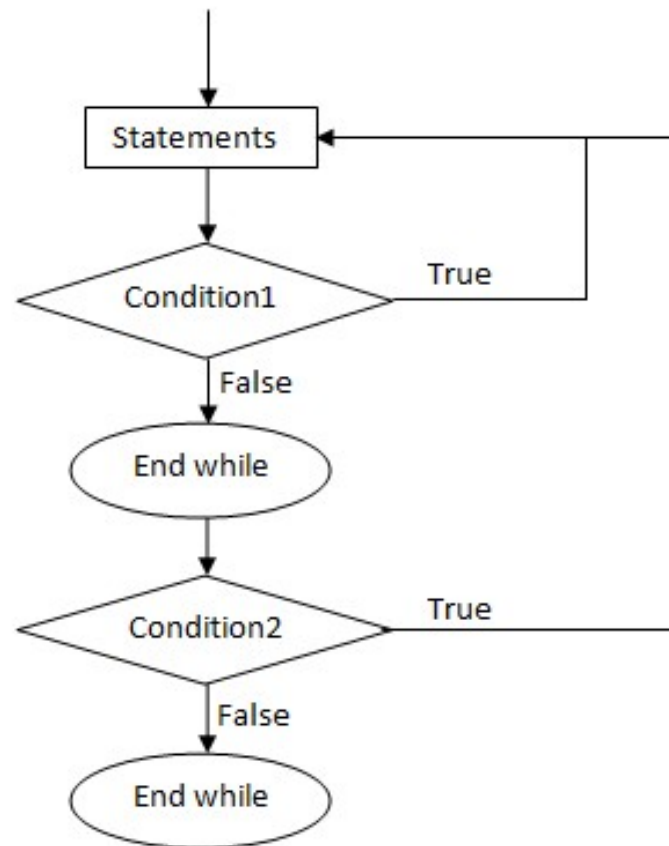 Statements
Condition1
True
False
End while
Condition2
True
False
End while